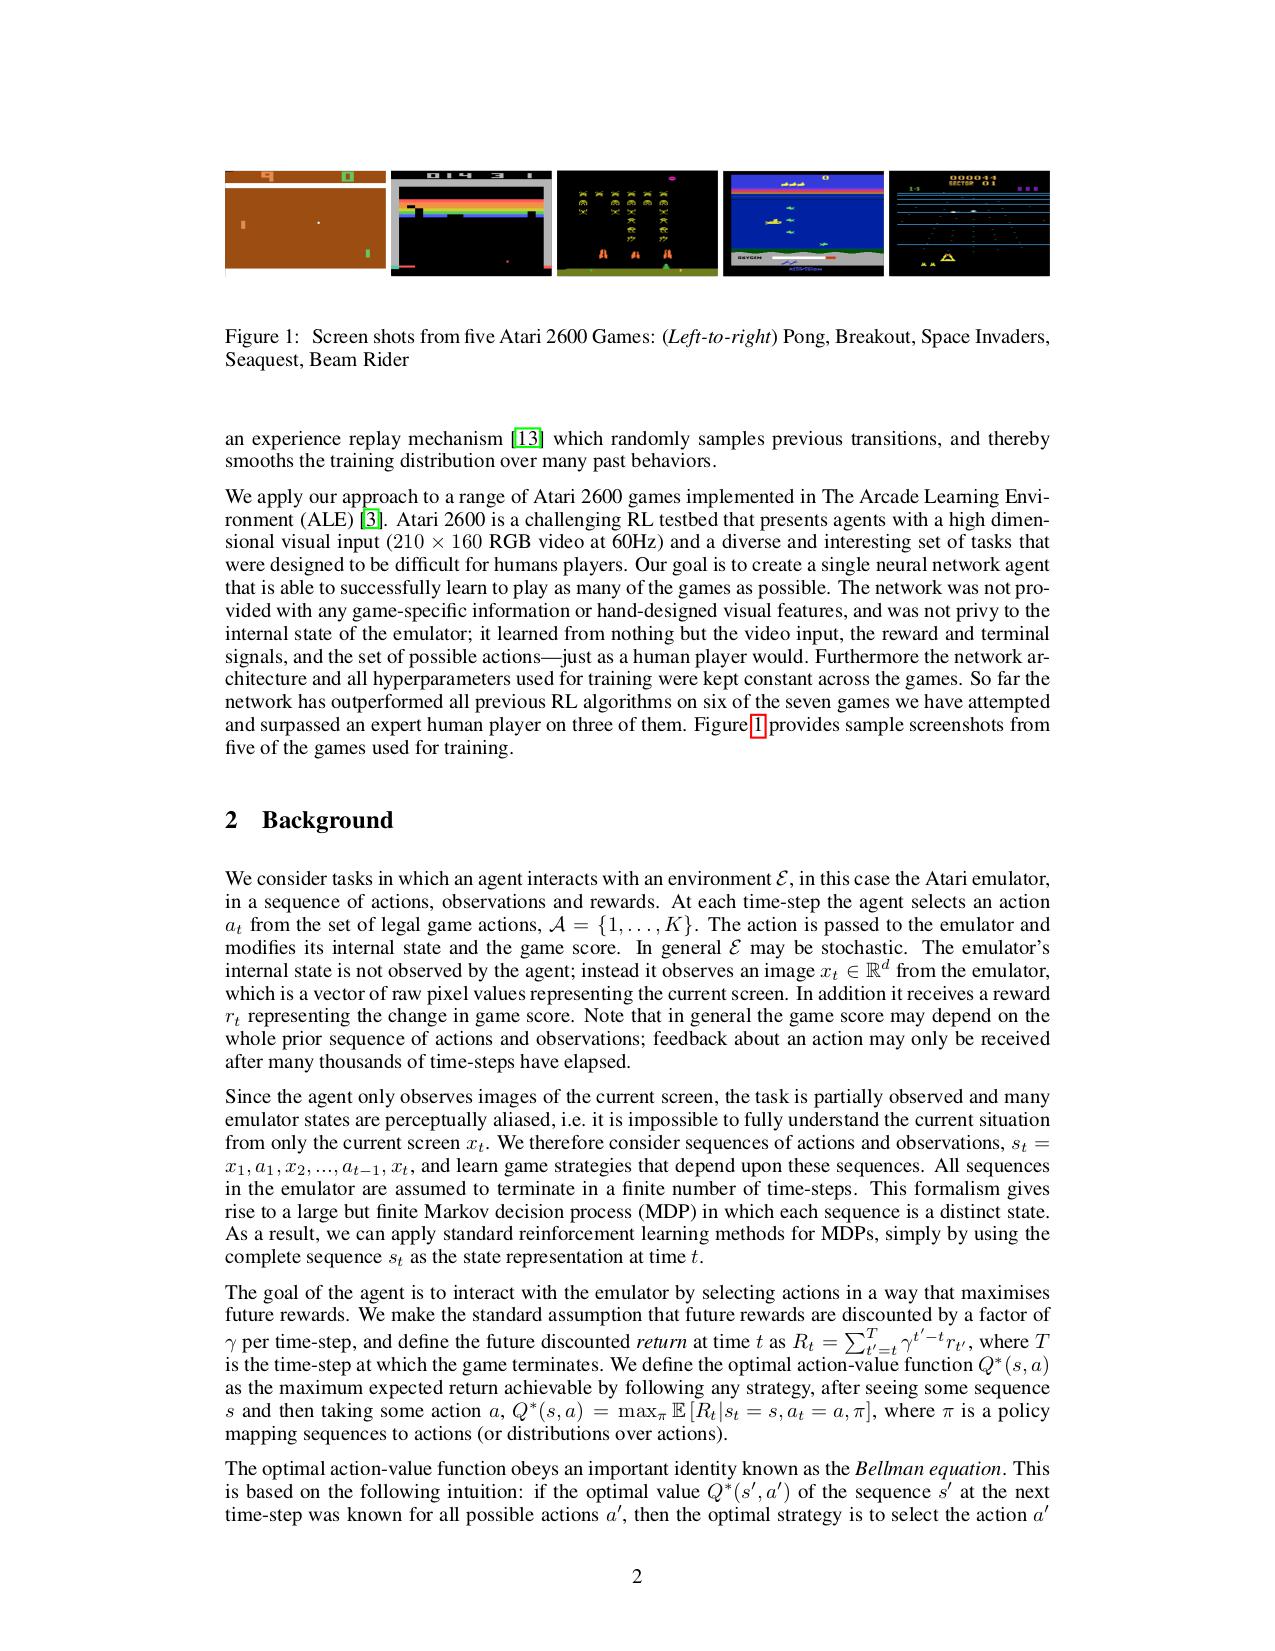 9 0
014 3 1
0
OXYGEN
ACTIVISION
000044
SECTOR 01
14
Figure 1: Screen shots from five Atari 2600 Games: (Left-to-right) Pong, Breakout, Space Invaders,
Seaquest, Beam Rider
an experience replay mechanism [13] which randomly samples previous transitions, and thereby
smooths the training distribution over many past behaviors.
We apply our approach to a range of Atari 2600 games implemented in The Arcade Learning Envi-
ronment (ALE) [3]. Atari 2600 is a challenging RL testbed that presents agents with a high dimen-
sional visual input (210 × 160 RGB video at 60Hz) and a diverse and interesting set of tasks that
were designed to be difficult for humans players. Our goal is to create a single neural network agent
that is able to successfully learn to play as many of the games as possible. The network was not pro-
vided with any game-specific information or hand-designed visual features, and was not privy to the
internal state of the emulator; it learned from nothing but the video input, the reward and terminal
signals, and the set of possible actions—just as a human player would. Furthermore the network ar-
chitecture and all hyperparameters used for training were kept constant across the games. So far the
network has outperformed all previous RL algorithms on six of the seven games we have attempted
and surpassed an expert human player on three of them. Figure 1 provides sample screenshots from
five of the games used for training.
2 Background
We consider tasks in which an agent interacts with an environment ℰ, in this case the Atari emulator,
in a sequence of actions, observations and rewards. At each time-step the agent selects an action
a_t from the set of legal game actions, 𝒜 = {1, . . . , K}. The action is passed to the emulator and
modifies its internal state and the game score. In general ℰ may be stochastic. The emulator's
internal state is not observed by the agent; instead it observes an image x_t ∈ ℝ^d from the emulator,
which is a vector of raw pixel values representing the current screen. In addition it receives a reward
r_t representing the change in game score. Note that in general the game score may depend on the
whole prior sequence of actions and observations; feedback about an action may only be received
after many thousands of time-steps have elapsed.
Since the agent only observes images of the current screen, the task is partially observed and many
emulator states are perceptually aliased, i.e. it is impossible to fully understand the current situation
from only the current screen x_t. We therefore consider sequences of actions and observations, s_t =
x_1, a_1, x_2, ..., a_{t−1}, x_t, and learn game strategies that depend upon these sequences. All sequences
in the emulator are assumed to terminate in a finite number of time-steps. This formalism gives
rise to a large but finite Markov decision process (MDP) in which each sequence is a distinct state.
As a result, we can apply standard reinforcement learning methods for MDPs, simply by using the
complete sequence s_t as the state representation at time t.
The goal of the agent is to interact with the emulator by selecting actions in a way that maximises
future rewards. We make the standard assumption that future rewards are discounted by a factor of
γ per time-step, and define the future discounted return at time t as R_t = ∑_{t'=t}^{T} γ^{t'−t} r_{t'}, where T
is the time-step at which the game terminates. We define the optimal action-value function Q*(s, a)
as the maximum expected return achievable by following any strategy, after seeing some sequence
s and then taking some action a, Q*(s, a) = max_π 𝔼 [R_t|s_t = s, a_t = a, π], where π is a policy
mapping sequences to actions (or distributions over actions).
The optimal action-value function obeys an important identity known as the Bellman equation. This
is based on the following intuition: if the optimal value Q*(s′, a′) of the sequence s′ at the next
time-step was known for all possible actions a′, then the optimal strategy is to select the action a′
2